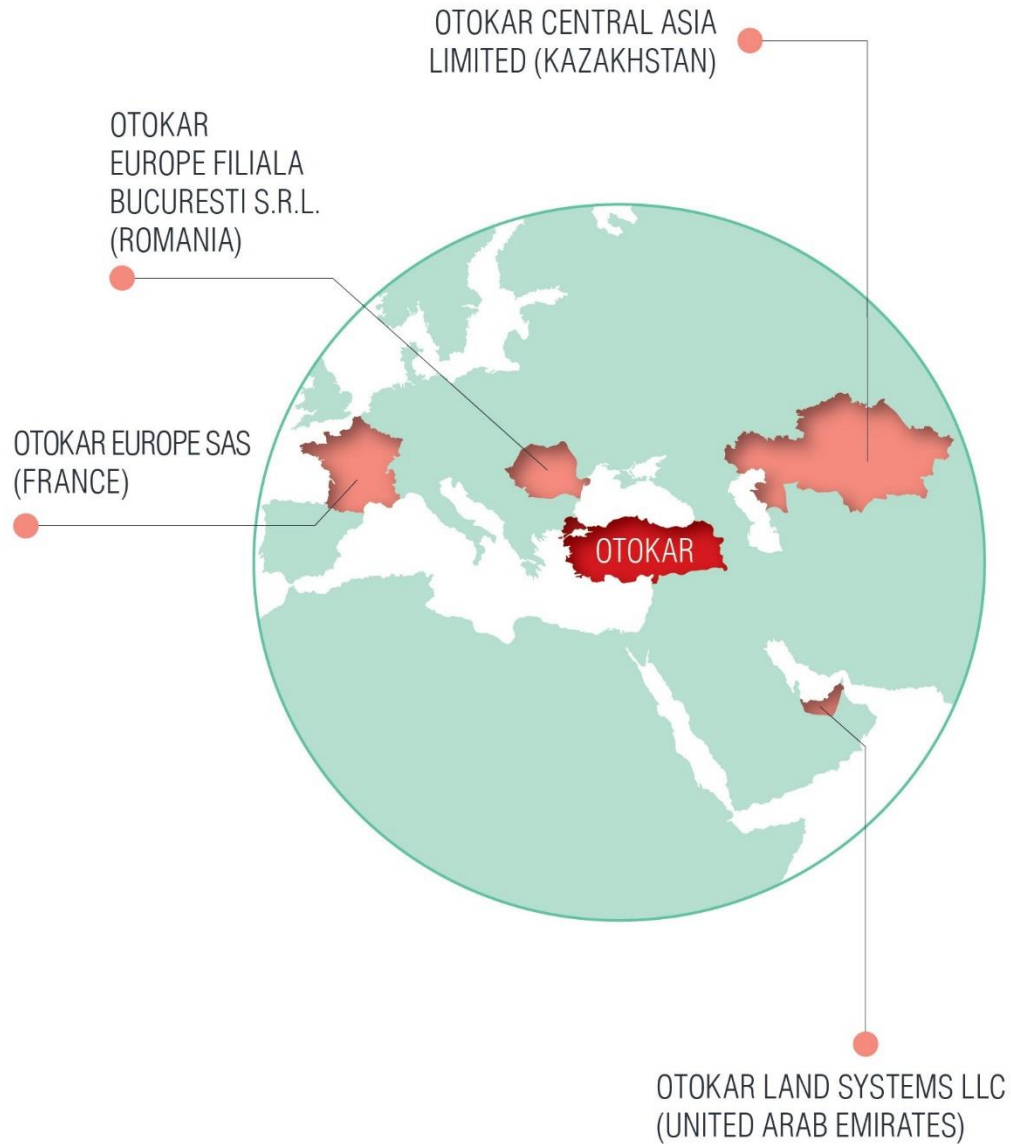 OTOKAR CENTRAL ASIA
LIMITED (KAZAKHSTAN)
OTOKAR
EUROPE FILIALA
BUCURESTI S.R.L.
(ROMANIA)
OTOKAR EUROPE SAS
(FRANCE)
OTOKAR
OTOKAR LAND SYSTEMS LLC
(UNITED ARAB EMIRATES)